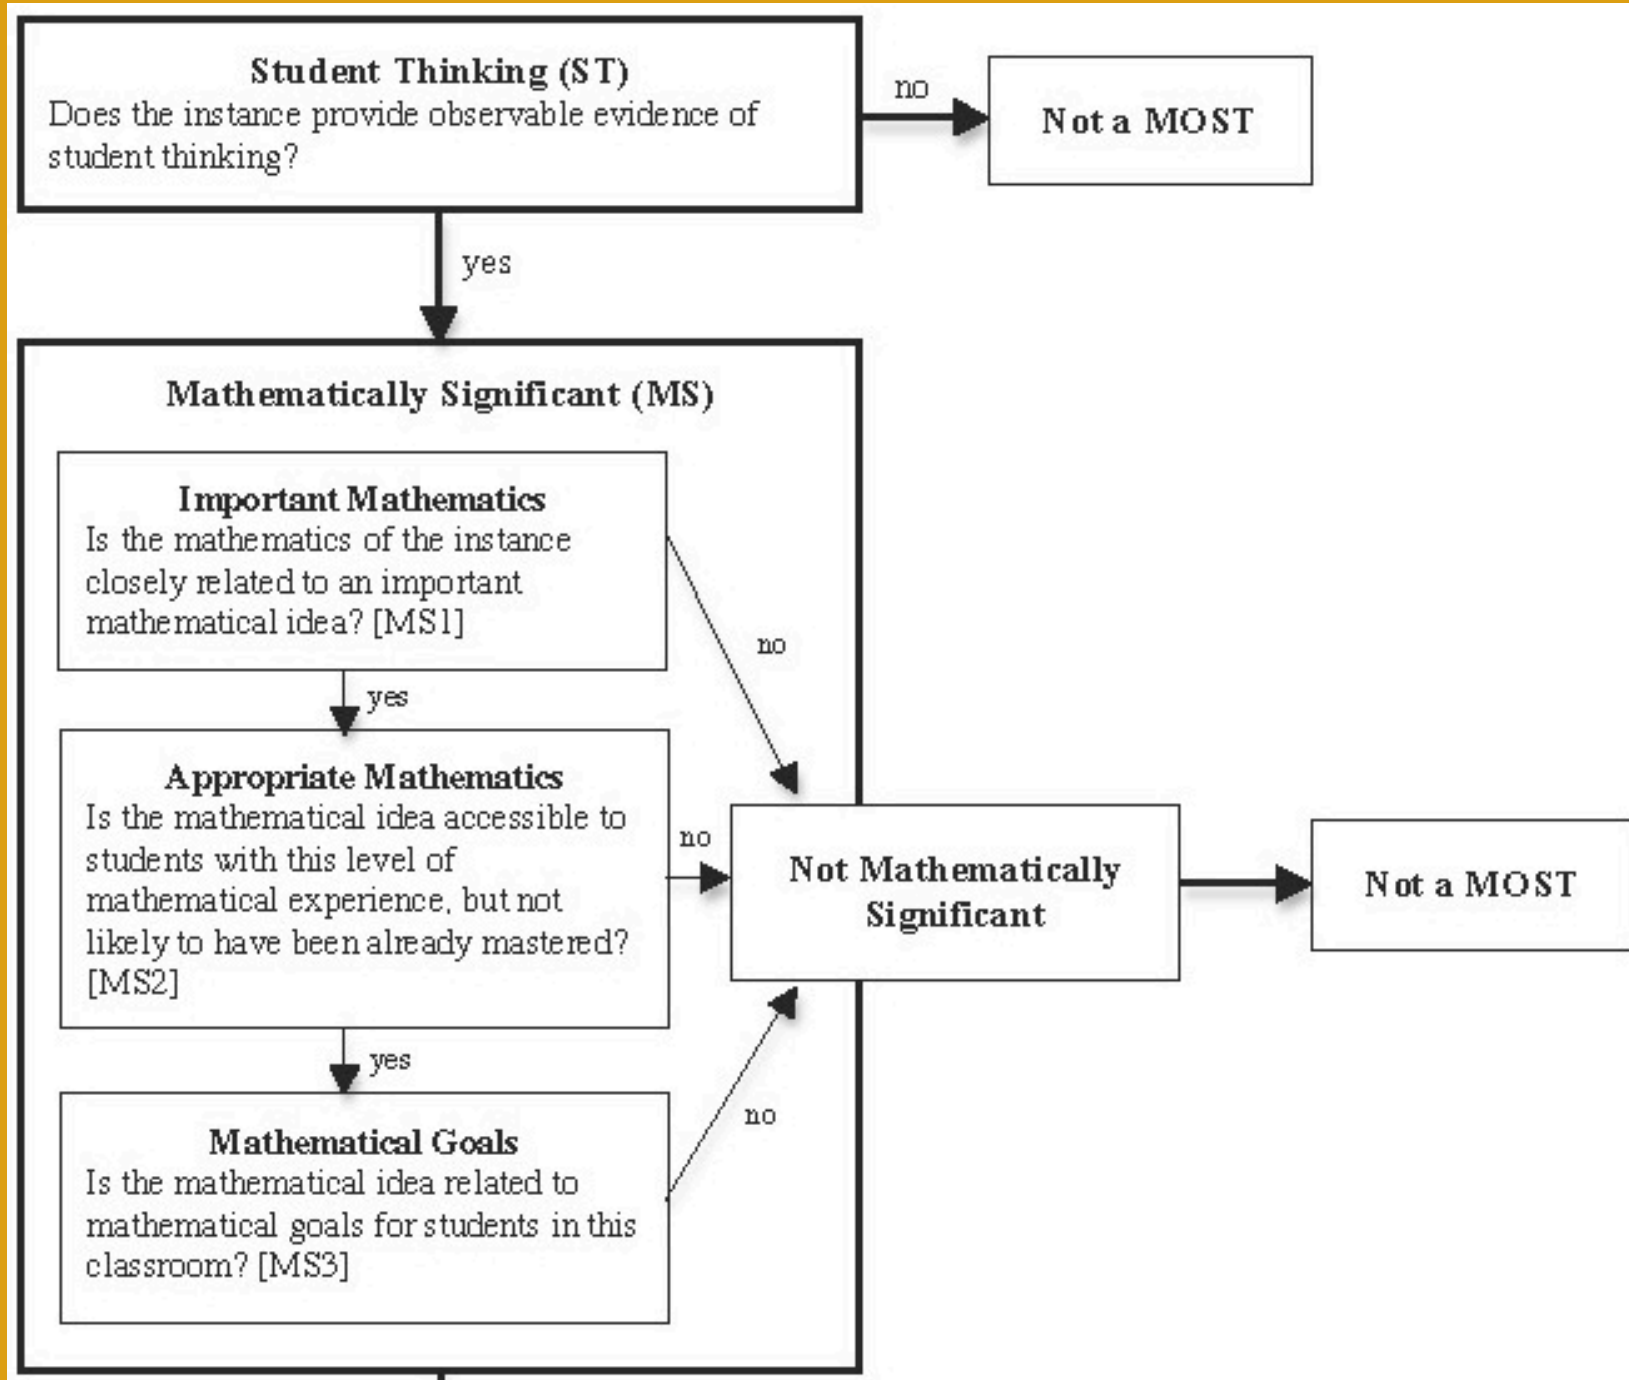 Student Thinking (ST)
Does the instance provide observable evidence of
student thinking?
no
Not a MOST
yes
Mathematically Significant (MS)
Important Mathematics
Is the mathematics of the instance
closely related to an important
mathematical idea? [MS1]
no
yes
Appropriate Mathematics
Is the mathematical idea accessible to
students with this level of
mathematical experience, but not
likely to have been already mastered?
[MS2]
no
Not Mathematically
Significant
Not a MOST
yes
Mathematical Goals
Is the mathematical idea related to
mathematical goals for students in this
classroom? [MS3]
no